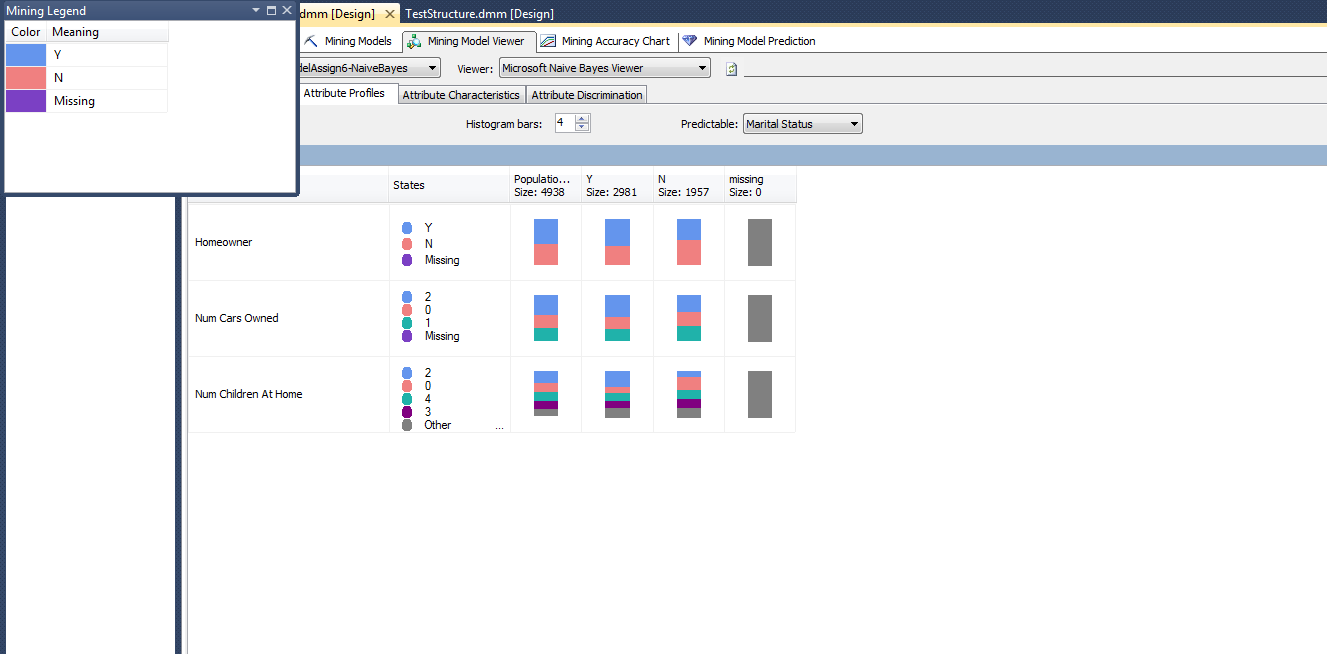 Mining Legend
dmm [Design]
TestStructure.dmm [Design]
Color Meaning
Y
N
Missing
Mining Models
Mining Model Viewer
Mining Accuracy Chart
Mining Model Prediction
delAssign6-NaiveBayes
Viewer: Microsoft Naive Bayes Viewer
Attribute Profiles
Attribute Characteristics
Attribute Discrimination
Histogram bars: 4
Predictable: Marital Status
States
Populatio...
Size: 4938
Y
Size: 2981
N
Size: 1957
missing
Size: 0
Homeowner
Y
N
Missing
Num Cars Owned
2
0
1
Missing
Num Children At Home
2
0
4
3
Other ...